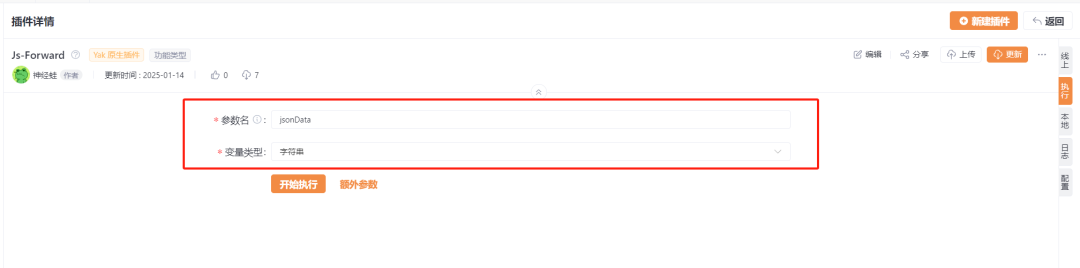 插件详情
新建插件
返回
Js-Forward Yak 原生插件 功能类型
编辑 分享 上传 更新 ...
神经蛙 作者 更新时间 : 2025-01-14 0 7
* 参数名 : jsonData
* 变量类型 : 字符串
开始执行 额外参数
线上
执行
本地
日志
配置